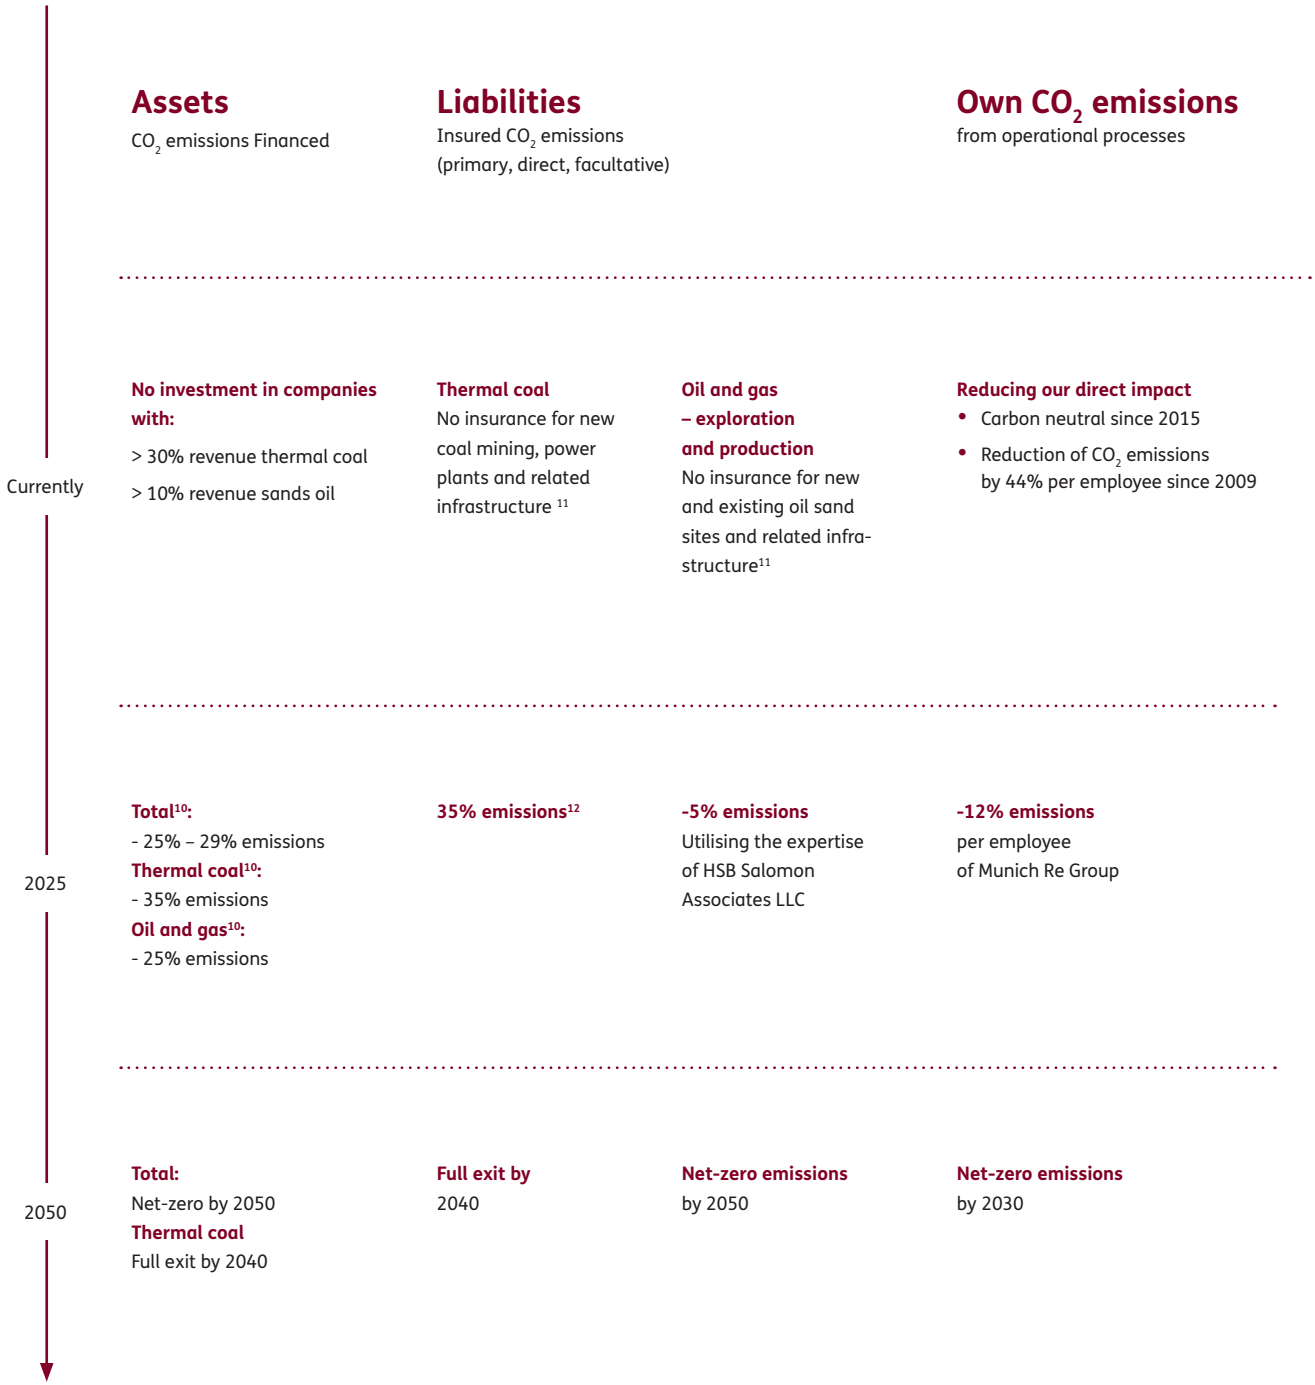 Assets
CO₂ emissions Financed
Liabilities
Insured CO₂ emissions
(primary, direct, facultative)
Own CO₂ emissions
from operational processes
Currently
No investment in companies
with:
> 30% revenue thermal coal
> 10% revenue sands oil
Thermal coal
No insurance for new
coal mining, power
plants and related
infrastructure ¹¹
Oil and gas
– exploration
and production
No insurance for new
and existing oil sand
sites and related infra-
structure¹¹
Reducing our direct impact
• Carbon neutral since 2015
• Reduction of CO₂ emissions
by 44% per employee since 2009
2025
Total¹⁰:
- 25% – 29% emissions
Thermal coal¹⁰:
- 35% emissions
Oil and gas¹⁰:
- 25% emissions
35% emissions¹²
-5% emissions
Utilising the expertise
of HSB Salomon
Associates LLC
-12% emissions
per employee
of Munich Re Group
2050
Total:
Net-zero by 2050
Thermal coal
Full exit by 2040
Full exit by
2040
Net-zero emissions
by 2050
Net-zero emissions
by 2030